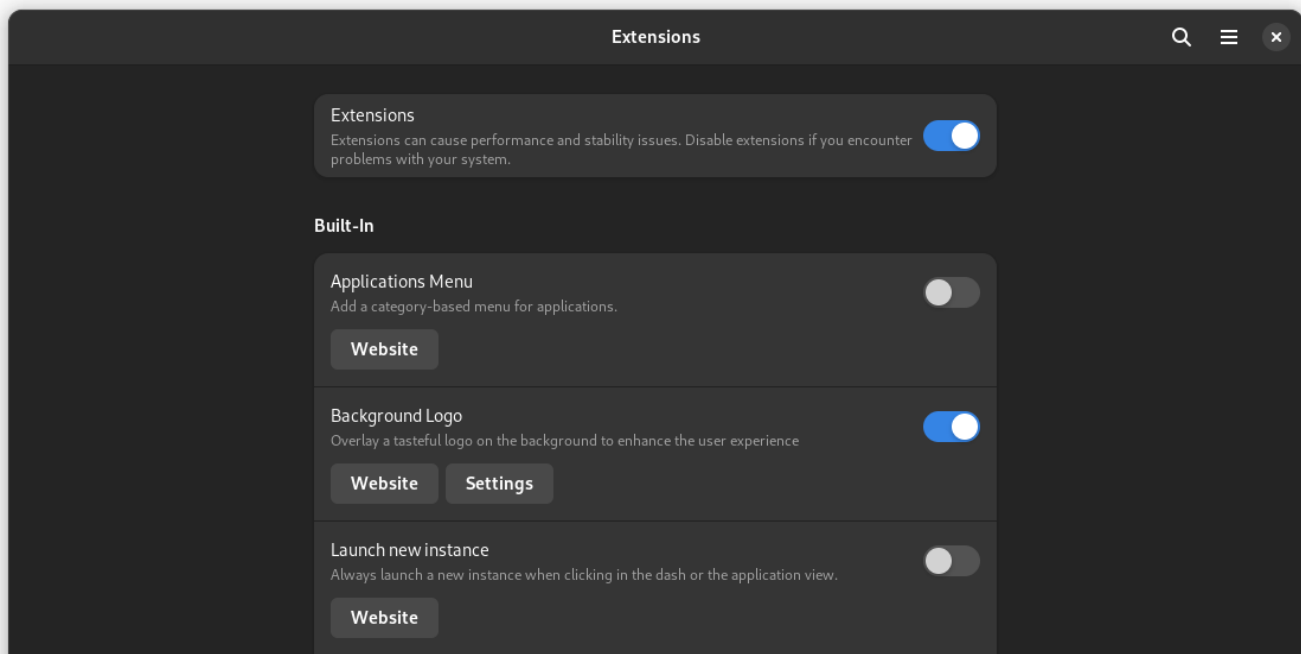 Extensions
Extensions
Extensions can cause performance and stability issues. Disable extensions if you encounter
problems with your system.
Built-In
Applications Menu
Add a category-based menu for applications.
Website
Background Logo
Overlay a tasteful logo on the background to enhance the user experience
Website Settings
Launch new instance
Always launch a new instance when clicking in the dash or the application view.
Website